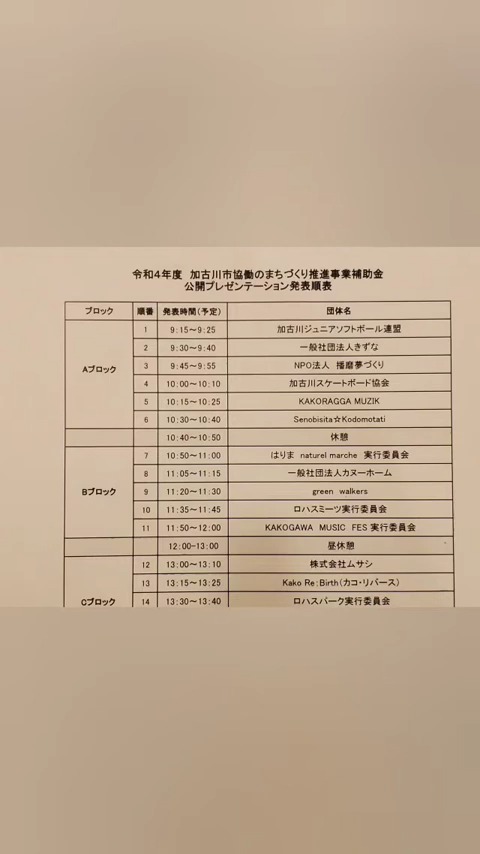 令和4年度 加古川市協働のまちづくり推進事業補助金
公開プレゼンテーション発表順表
ブロック 順番 発表時間(予定) 団体名
Aブロック
1 9:15～9:25 加古川ジュニアソフトボール連盟
2 9:30～9:40 一般社団法人きずな
3 9:45～9:55 NPO法人 播磨夢づくり
4 10:00～10:10 加古川スケートボード協会
5 10:15～10:25 KAKORAGGA MUZIK
6 10:30～10:40 Senobisita☆Kodomotati
10:40～10:50 休憩
Bブロック
7 10:50～11:00 はりま naturel marche 実行委員会
8 11:05～11:15 一般社団法人カヌーホーム
9 11:20～11:30 green walkers
10 11:35～11:45 ロハスミーツ実行委員会
11 11:50～12:00 KAKOGAWA MUSIC FES 実行委員会
12:00-13:00 昼休憩
Cブロック
12 13:00～13:10 株式会社ムサシ
13 13:15～13:25 Kako Re:Birth(カコ・リバース)
14 13:30～13:40 ロハスパーク実行委員会